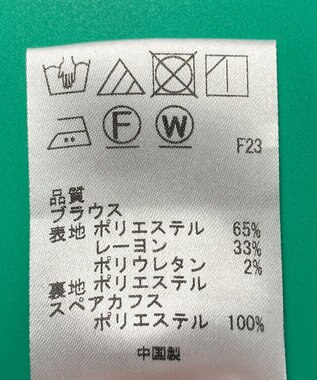 F W
F23
品質
ブラウス
表地 ポリエステル 65%
レーヨン 33%
ポリウレタン 2%
裏地 ポリエステル
スペアカフス
ポリエステル 100%
中国製